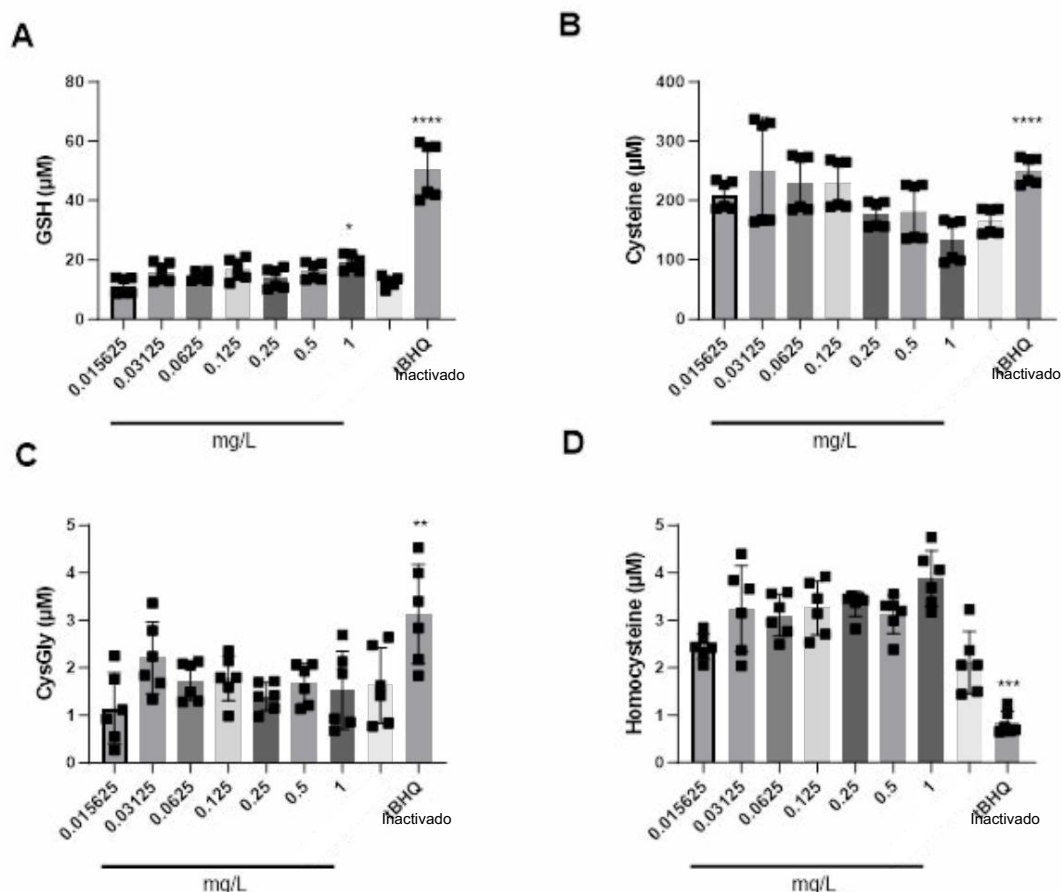 A
80
60
40
20
0
GSH (µM)
****
*
0.015625
0.03125
0.0625
0.125
0.25
0.5
1
tBHQ
Inactivado
mg/L
B
400
300
200
100
0
Cysteine (µM)
****
0.015625
0.03125
0.0625
0.125
0.25
0.5
1
tBHQ
Inactivado
mg/L
C
5
4
3
2
1
0
CysGly (µM)
**
0.015625
0.03125
0.0625
0.125
0.25
0.5
1
tBHQ
Inactivado
mg/L
D
5
4
3
2
1
0
Homocysteine (µM)
***
0.015625
0.03125
0.0625
0.125
0.25
0.5
1
tBHQ
Inactivado
mg/L